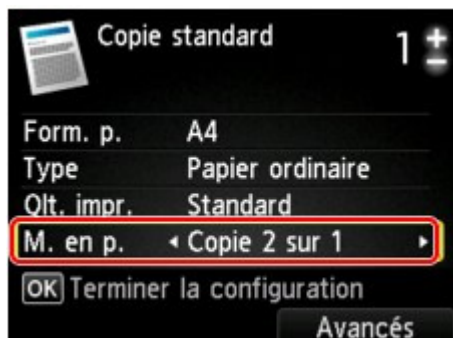 Copie standard 1 +-
Form. p. A4
Type Papier ordinaire
Qlt. impr. Standard
M. en p. Copie 2 sur 1
OK Terminer la configuration
Avancés